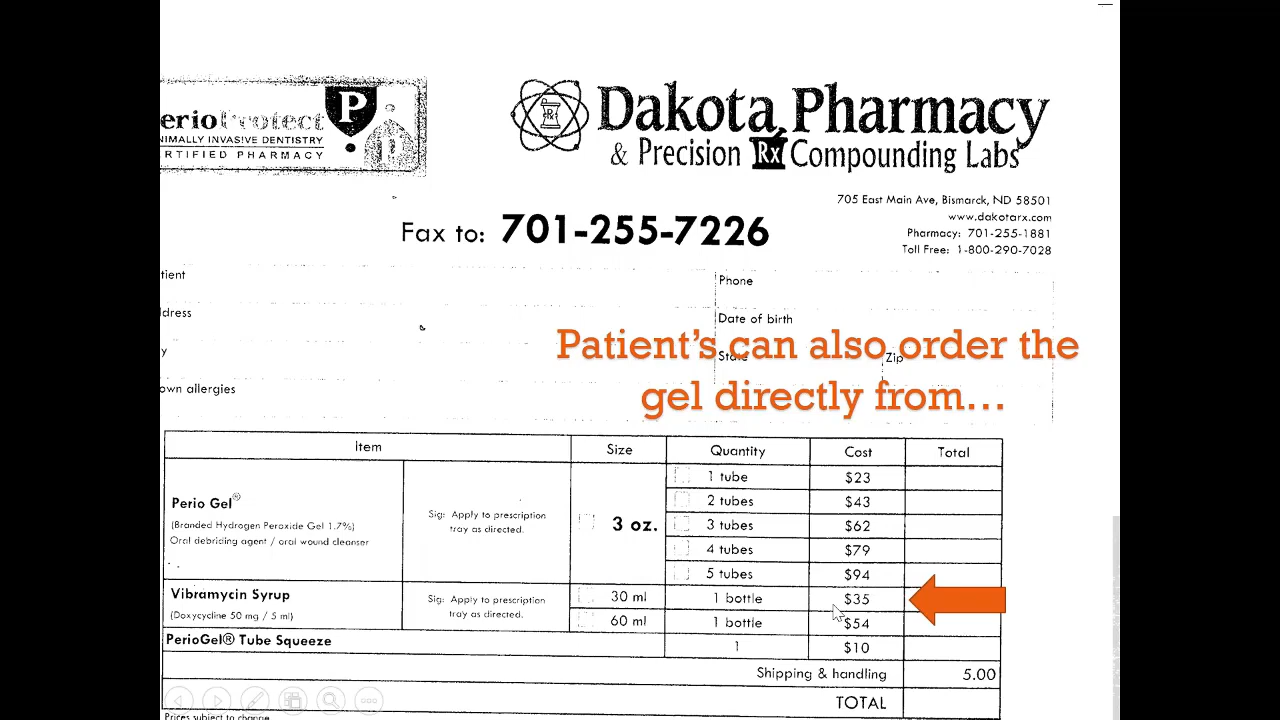 erioProtect
NIMALLY INVASIVE DENTISTRY
RTIFIED PHARMACY
P
Dakota Pharmacy
& Precision Rx Compounding Labs
705 East Main Ave, Bismarck, ND 58501
www.dakotarx.com
Pharmacy: 701-255-1881
Toll Free: 1-800-290-7028
Fax to: 701-255-7226
tient
Phone
dress
Date of birth
y
State
Zip
own allergies
Patient's can also order the
gel directly from...
Item Size Quantity Cost Total
Perio Gel®
(Branded Hydrogen Peroxide Gel 1.7%)
Oral debriding agent / oral wound cleanser
Sig: Apply to prescription
tray as directed.
3 oz.
1 tube $23
2 tubes $43
3 tubes $62
4 tubes $79
5 tubes $94
Vibramycin Syrup
(Doxycycline 50 mg / 5 ml)
Sig: Apply to prescription
tray as directed.
30 ml 1 bottle $35
60 ml 1 bottle $54
PerioGel® Tube Squeeze 1 $10
Shipping & handling 5.00
TOTAL
Prices subject to change